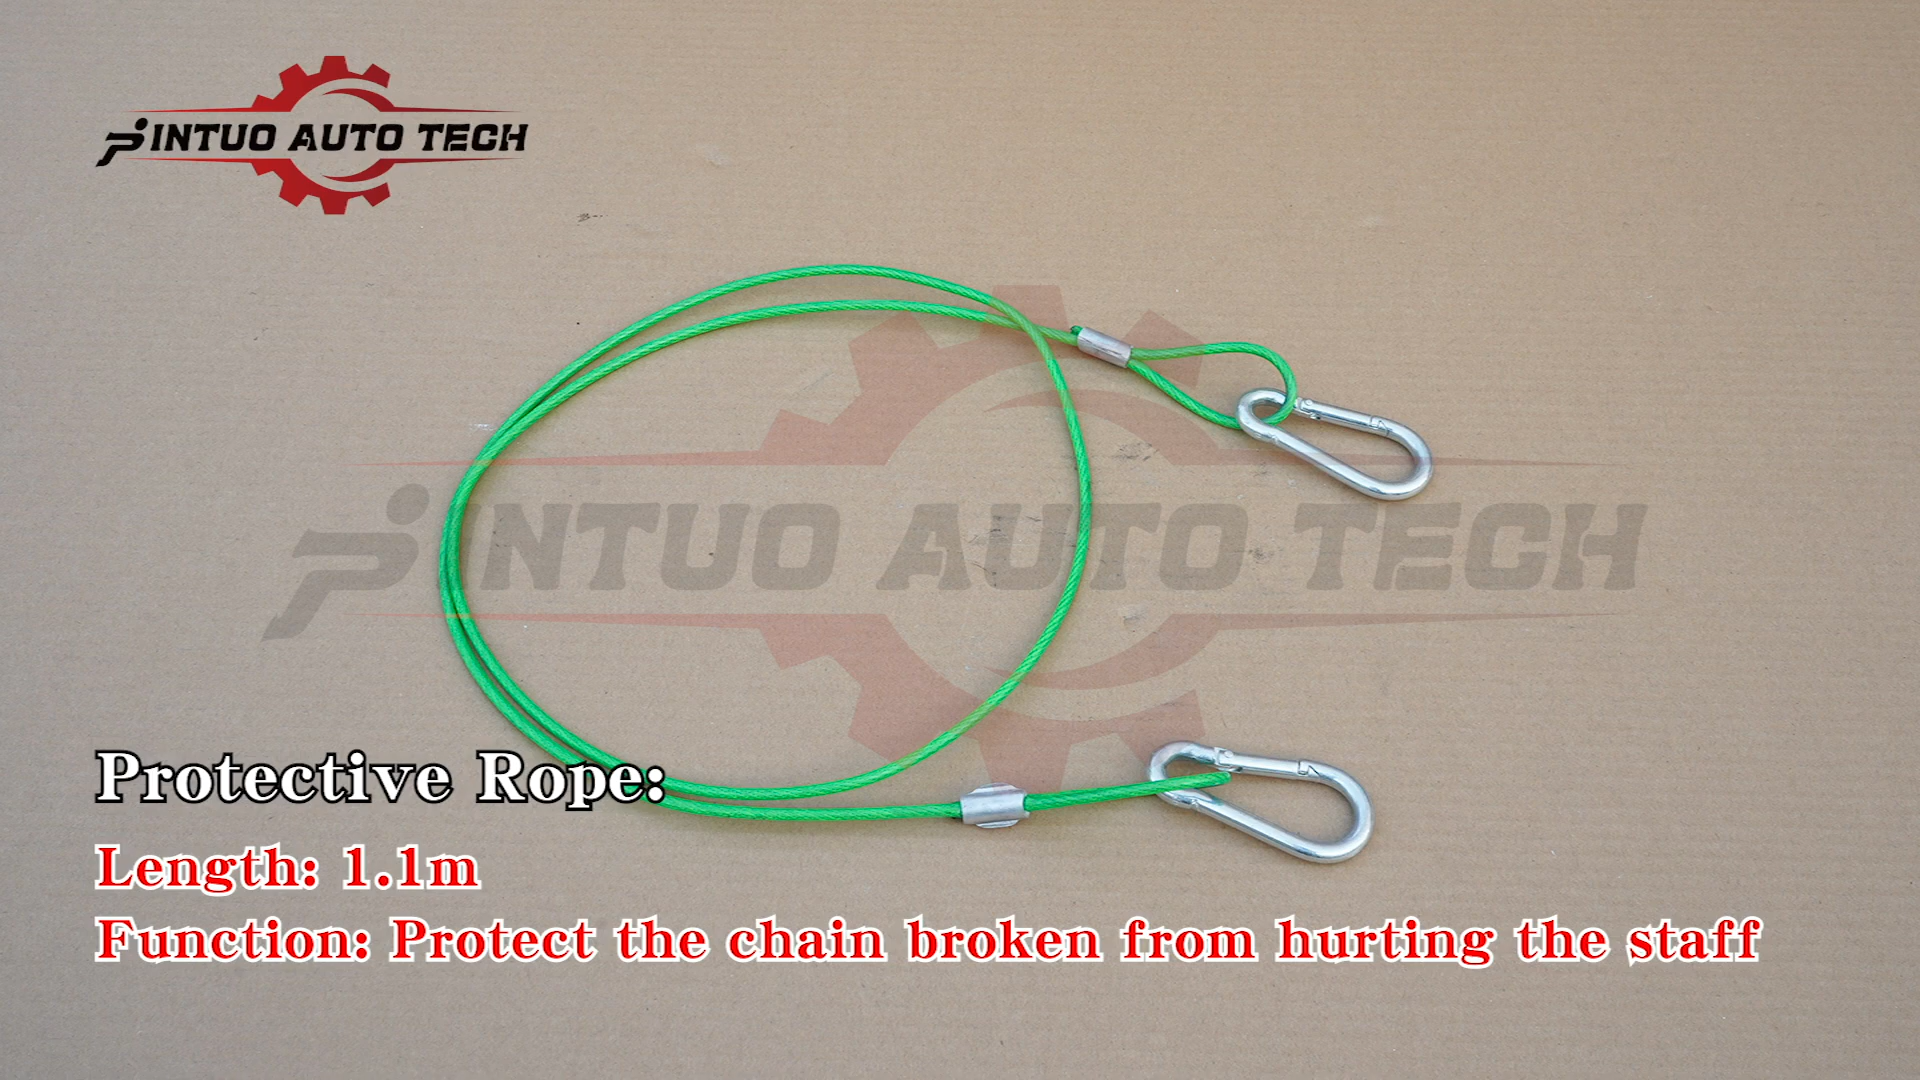 PINTUO AUTO TECH
PINTUO AUTO TECH
Protective Rope:
Length: 1.1m
Function: Protect the chain broken from hurting the staff